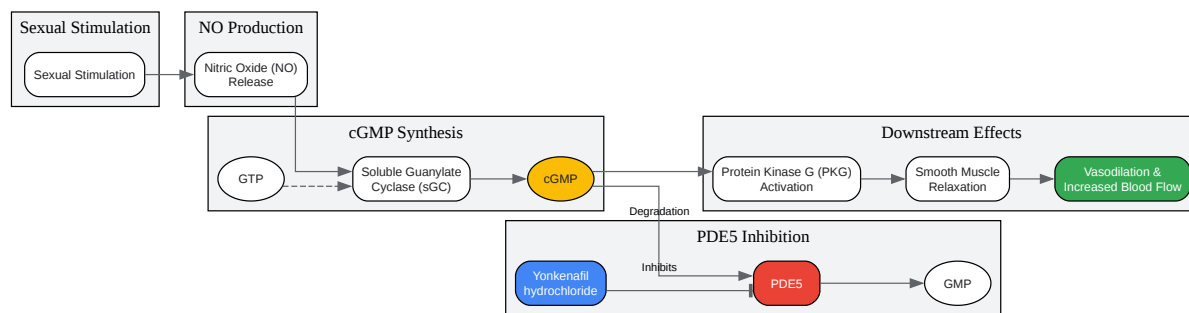 Sexual Stimulation
Sexual Stimulation
NO Production
Nitric Oxide (NO)
Release
cGMP Synthesis
GTP
Soluble Guanylate
Cyclase (sGC)
cGMP
Downstream Effects
Protein Kinase G (PKG)
Activation
Smooth Muscle
Relaxation
Vasodilation &
Increased Blood Flow
Degradation
PDE5 Inhibition
Yonkenafil
hydrochloride
Inhibits
PDE5
GMP